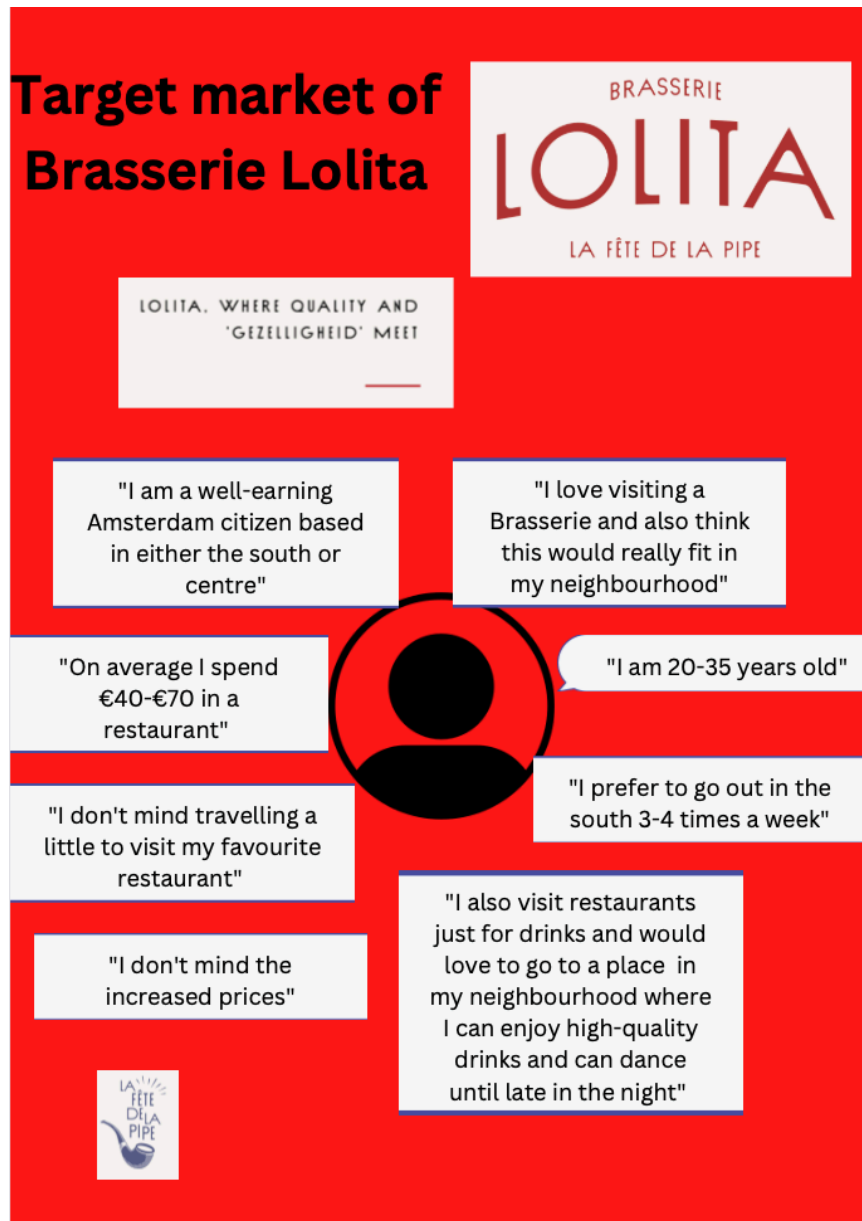 Target market of
Brasserie Lolita
BRASSERIE
LOLITA
LA FÊTE DE LA PIPE
LOLITA, WHERE QUALITY AND
'GEZELLIGHEID' MEET
"I am a well-earning
Amsterdam citizen based
in either the south or
centre"
"I love visiting a
Brasserie and also think
this would really fit in
my neighbourhood"
"On average I spend
€40-€70 in a
restaurant"
"I am 20-35 years old"
"I don't mind travelling a
little to visit my favourite
restaurant"
"I prefer to go out in the
south 3-4 times a week"
"I don't mind the
increased prices"
"I also visit restaurants
just for drinks and would
love to go to a place in
my neighbourhood where
I can enjoy high-quality
drinks and can dance
until late in the night"
LA
FÊTE
DE LA
PIPE